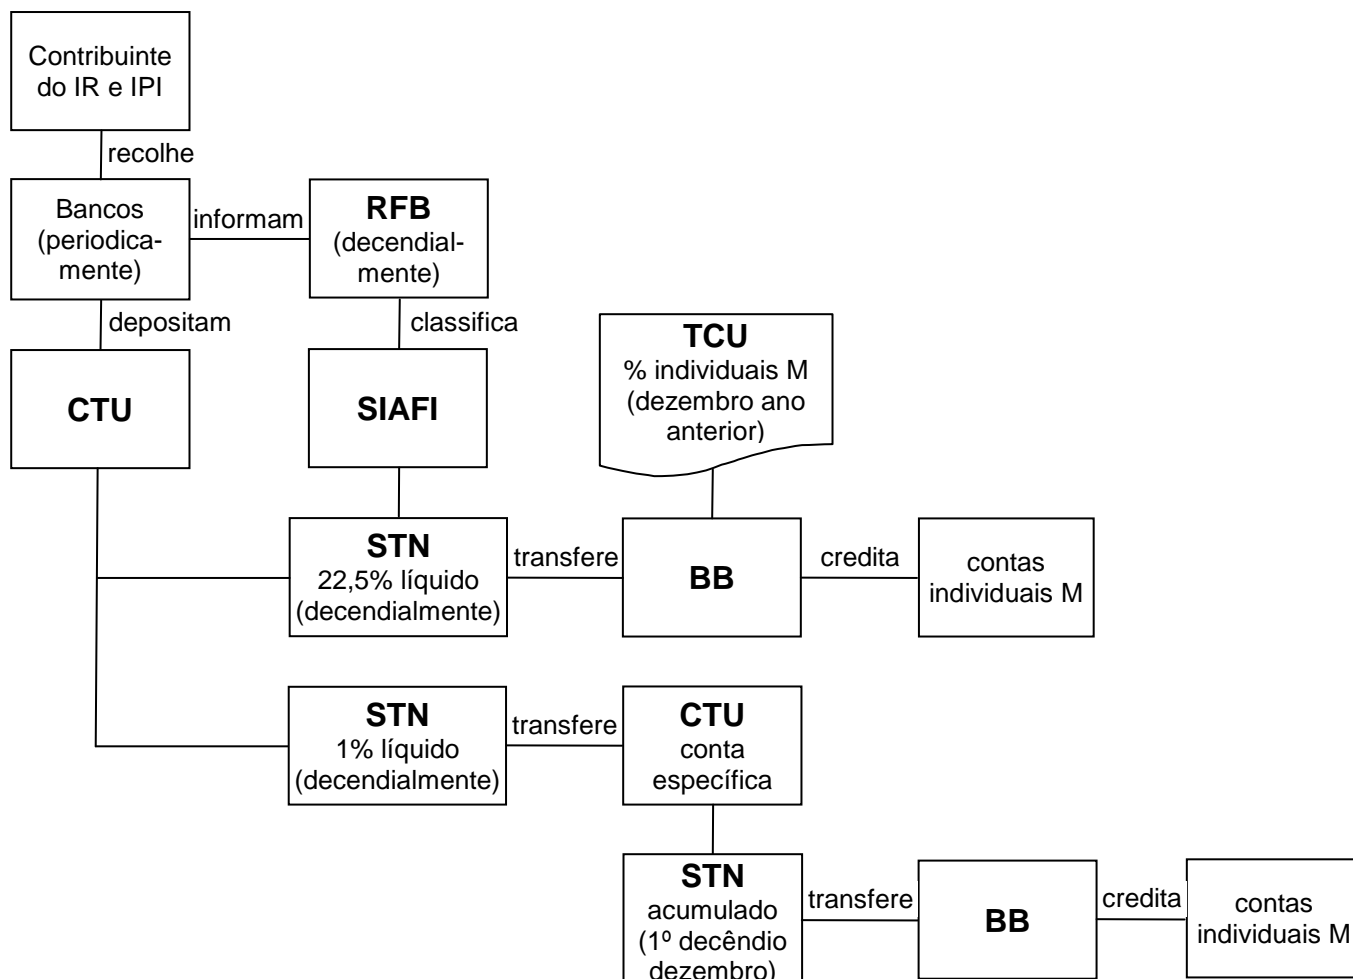 Contribuinte
do IR e IPI
recolhe
Bancos
(periodica-
mente)
informam
RFB
(decendial-
mente)
depositam
classifica
CTU
SIAFI
TCU
% individuais M
(dezembro ano
anterior)
STN
22,5% líquido
(decendialmente)
transfere
BB
credita
contas
individuais M
STN
1% líquido
(decendialmente)
transfere
CTU
conta
específica
STN
acumulado
(1º decêndio
dezembro)
transfere
BB
credita
contas
individuais M